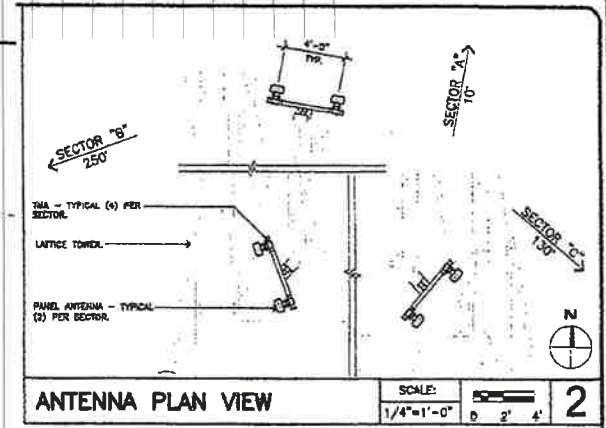 4'-0"
TYP.
SECTOR "A"
10°
SECTOR "B"
250°
TMA - TYPICAL (4) PER
SECTOR.
LATTICE TOWER.
SECTOR "C"
130°
PANEL ANTENNA - TYPICAL
(2) PER SECTOR.
N
ANTENNA PLAN VIEW
SCALE:
1/4"=1'-0"
0 2' 4'
2